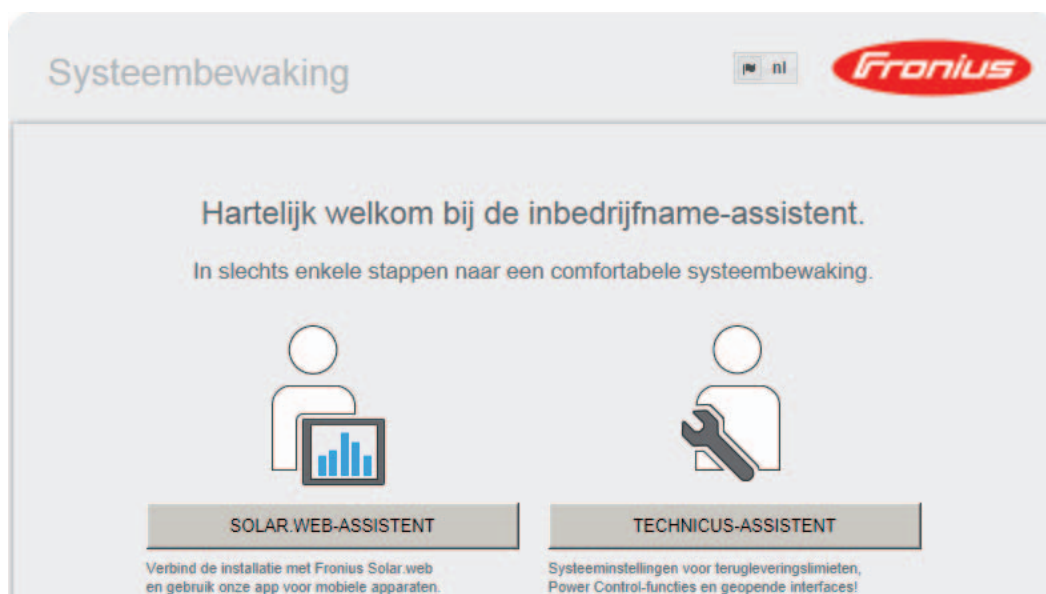 Systeembewaking
nl
Fronius
Hartelijk welkom bij de inbedrijfname-assistent.
In slechts enkele stappen naar een comfortabele systeembewaking.
SOLAR.WEB-ASSISTENT
TECHNICUS-ASSISTENT
Verbind de installatie met Fronius Solar.web
en gebruik onze app voor mobiele apparaten.
Systeeminstellingen voor terugleveringslimieten,
Power Control-functies en geopende interfaces!